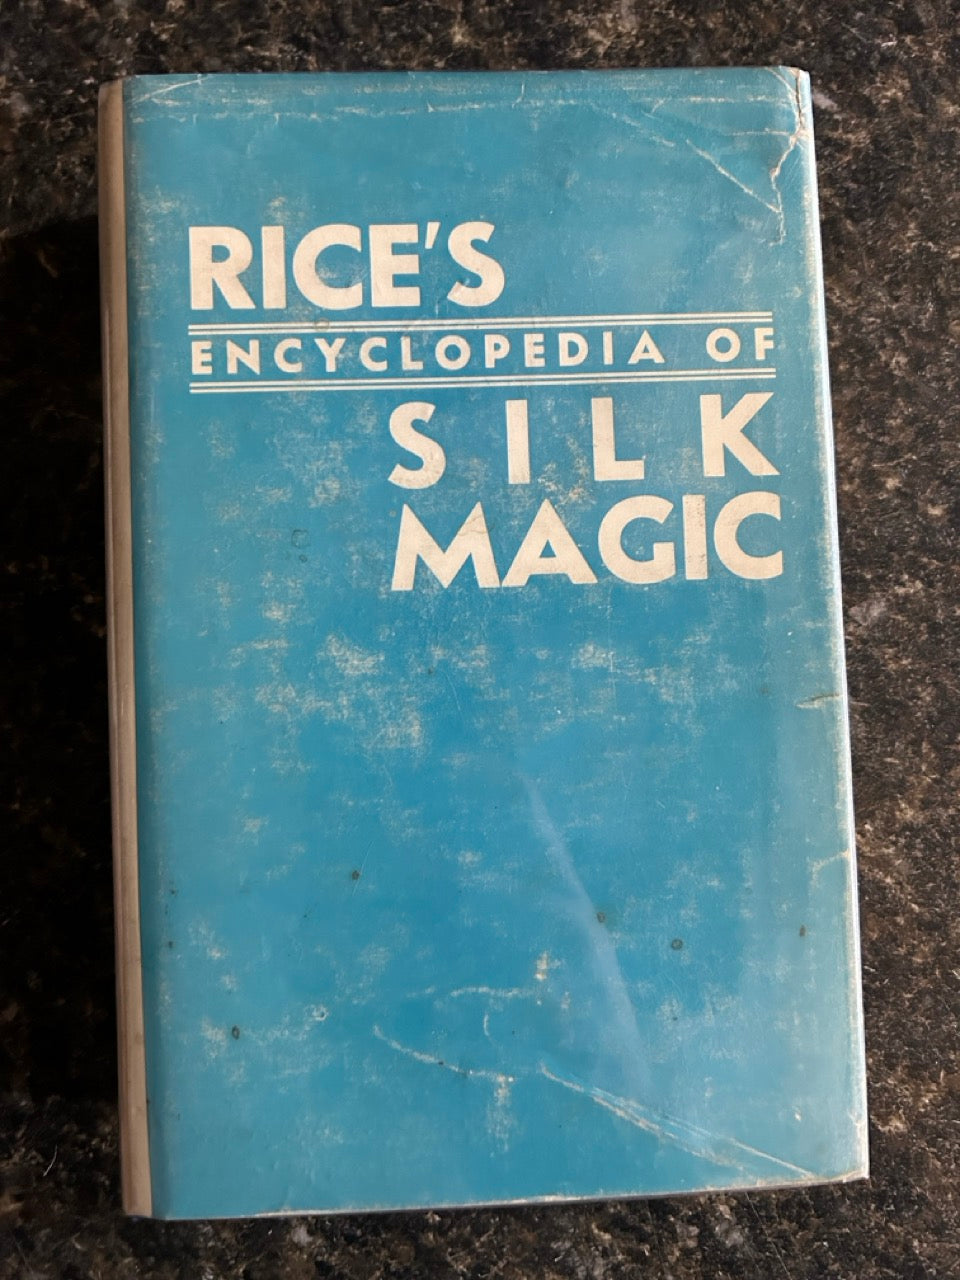 RICE'S
ENCYCLOPEDIA OF
SILK
MAGIC